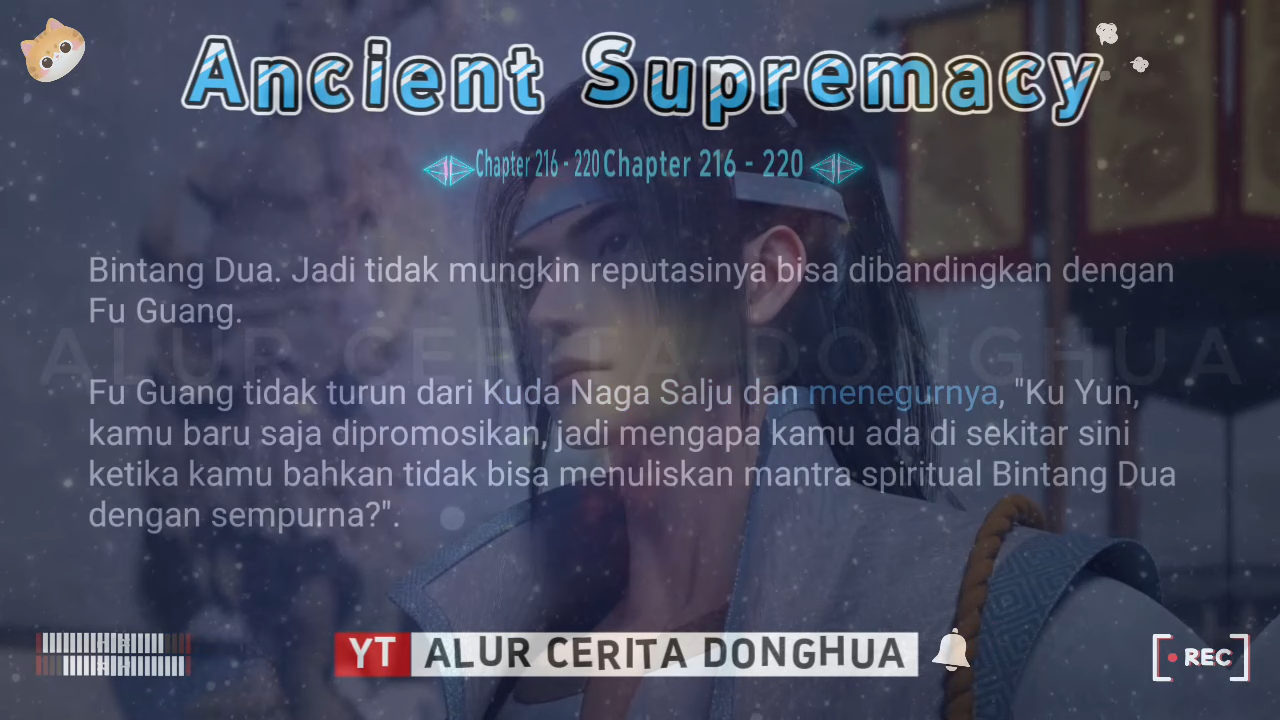 Ancient Supremacy
Chapter 216 - 220 Chapter 216 - 220
Bintang Dua. Jadi tidak mungkin reputasinya bisa dibandingkan dengan
Fu Guang.
ALUR CERITA DONGHUA
Fu Guang tidak turun dari Kuda Naga Salju dan menegurnya, "Ku Yun,
kamu baru saja dipromosikan, jadi mengapa kamu ada di sekitar sini
ketika kamu bahkan tidak bisa menuliskan mantra spiritual Bintang Dua
dengan sempurna?".
YT ALUR CERITA DONGHUA
REC